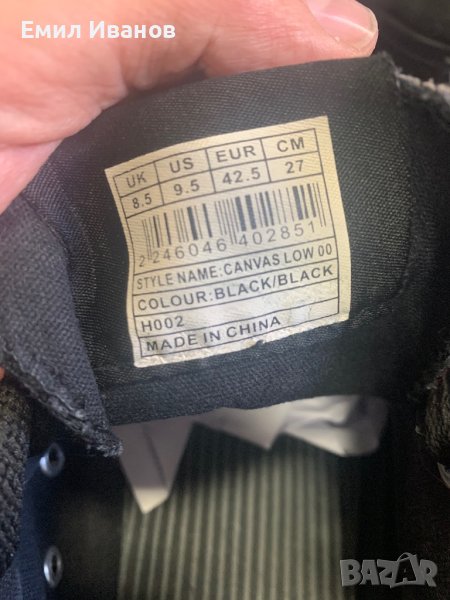 Емил Иванов
UK US EUR CM
8.5 9.5 42.5 27
2 246046 402851
STYLE NAME:CANVAS LOW 00
COLOUR:BLACK/BLACK
H002
MADE IN CHINA
BAZAR